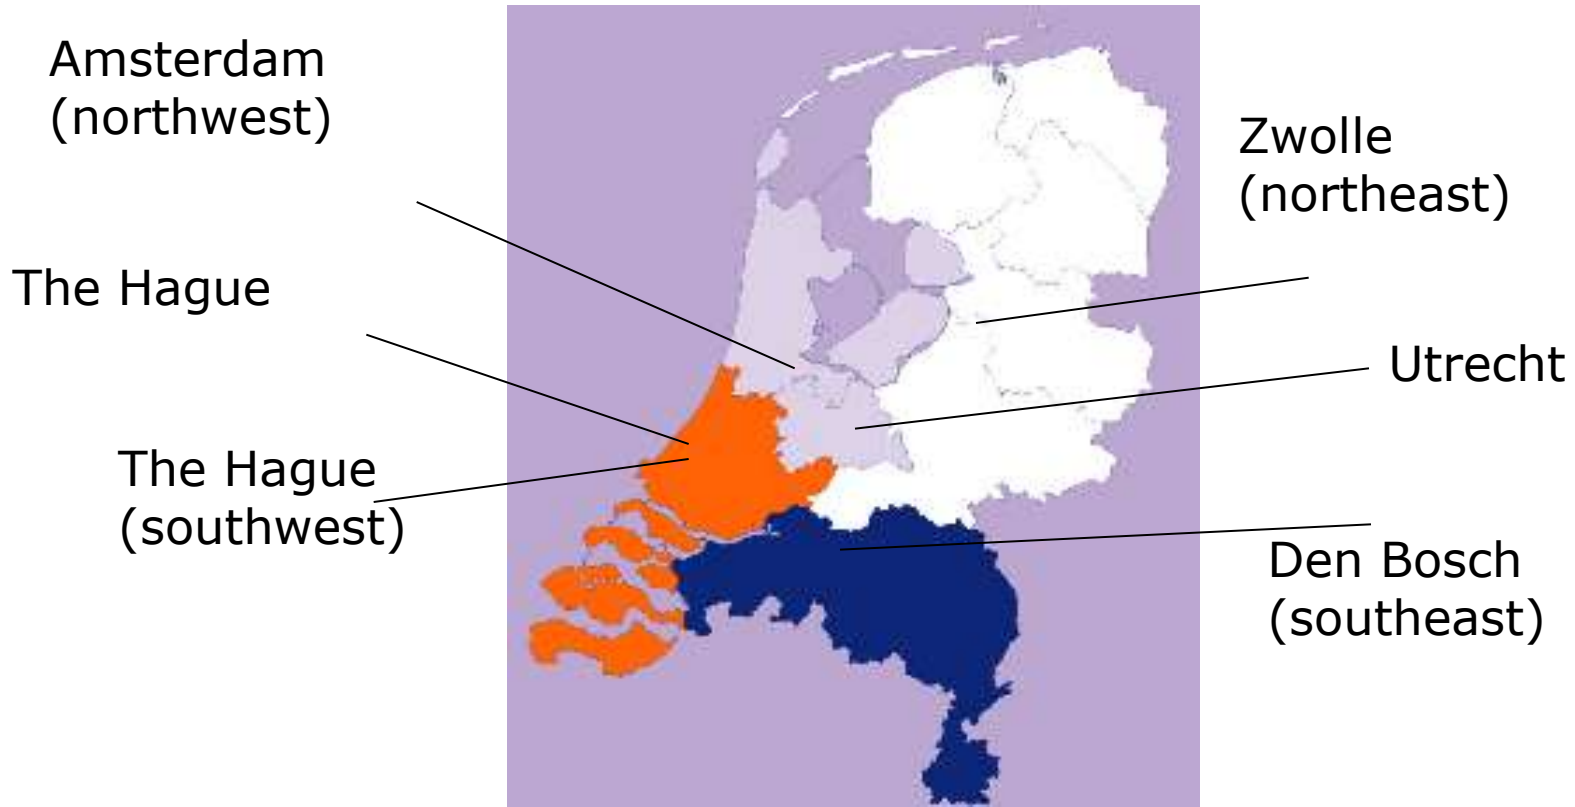 Amsterdam
(northwest)
Zwolle
(northeast)
The Hague
Utrecht
The Hague
(southwest)
Den Bosch
(southeast)